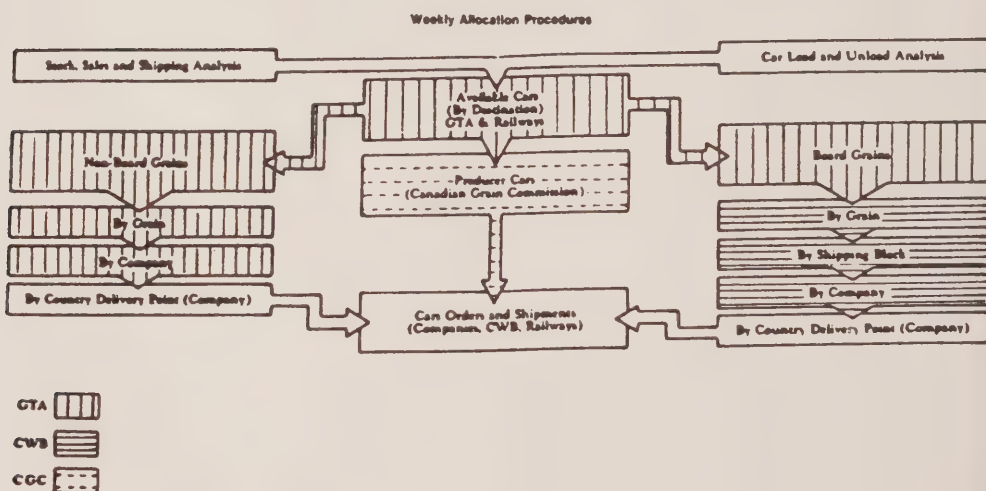 Weekly Allocation Procedures
Stock, Sales and Shipping Analysis
Car Load and Unload Analysis
Available Cars
(By Destination)
GTA & Railways
Non-Board Grains
Board Grains
Producer Cars
(Canadian Grain Commission)
By Grain
By Grain
By Company
By Shipping Block
By Company
By Country Delivery Point (Company)
Cars Orders and Shipments
(Companies, CWB, Railways)
By Country Delivery Point (Company)
GTA
CWB
CGC